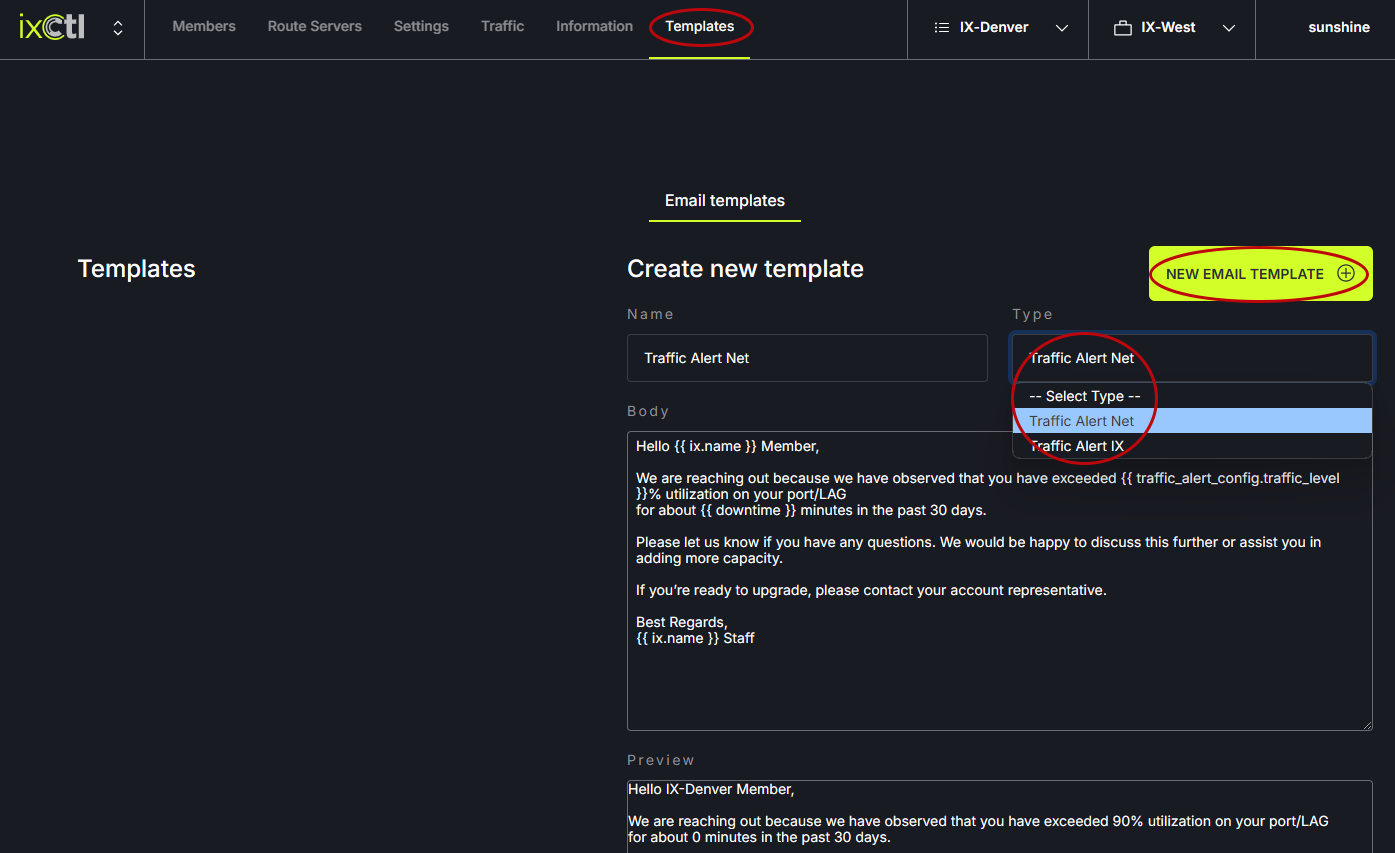 ixCtl
Members
Route Servers
Settings
Traffic
Information
Templates
IX-Denver
IX-West
sunshine
Email templates
Templates
Create new template
NEW EMAIL TEMPLATE
Name
Type
Traffic Alert Net
Traffic Alert Net
-- Select Type --
Traffic Alert Net
Traffic Alert IX
Body
Hello {{ ix.name }} Member,
We are reaching out because we have observed that you have exceeded {{ traffic_alert_config.traffic_level
}}% utilization on your port/LAG
for about {{ downtime }} minutes in the past 30 days.
Please let us know if you have any questions. We would be happy to discuss this further or assist you in
adding more capacity.
If you’re ready to upgrade, please contact your account representative.
Best Regards,
{{ ix.name }} Staff
Preview
Hello IX-Denver Member,
We are reaching out because we have observed that you have exceeded 90% utilization on your port/LAG
for about 0 minutes in the past 30 days.